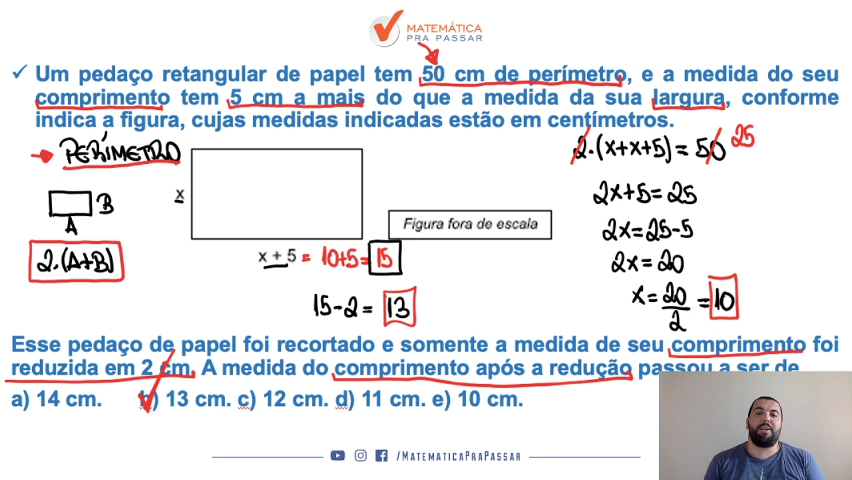 MATEMÁTICA
PRA PASSAR
✓ Um pedaço retangular de papel tem 50 cm de perímetro, e a medida do seu
comprimento tem 5 cm a mais do que a medida da sua largura, conforme
indica a figura, cujas medidas indicadas estão em centímetros.
PERÍMETRO
x
B
A
2·(A+B)
x + 5 = 10+5 = 15
Figura fora de escala
15-2 = 13
2·(x+x+5) = 50 25
2x+5 = 25
2x = 25-5
2x = 20
x = 20/2 = 10
Esse pedaço de papel foi recortado e somente a medida de seu comprimento foi
reduzida em 2 cm. A medida do comprimento após a redução passou a ser de
a) 14 cm. b) 13 cm. c) 12 cm. d) 11 cm. e) 10 cm.
/MatematicaPraPassar